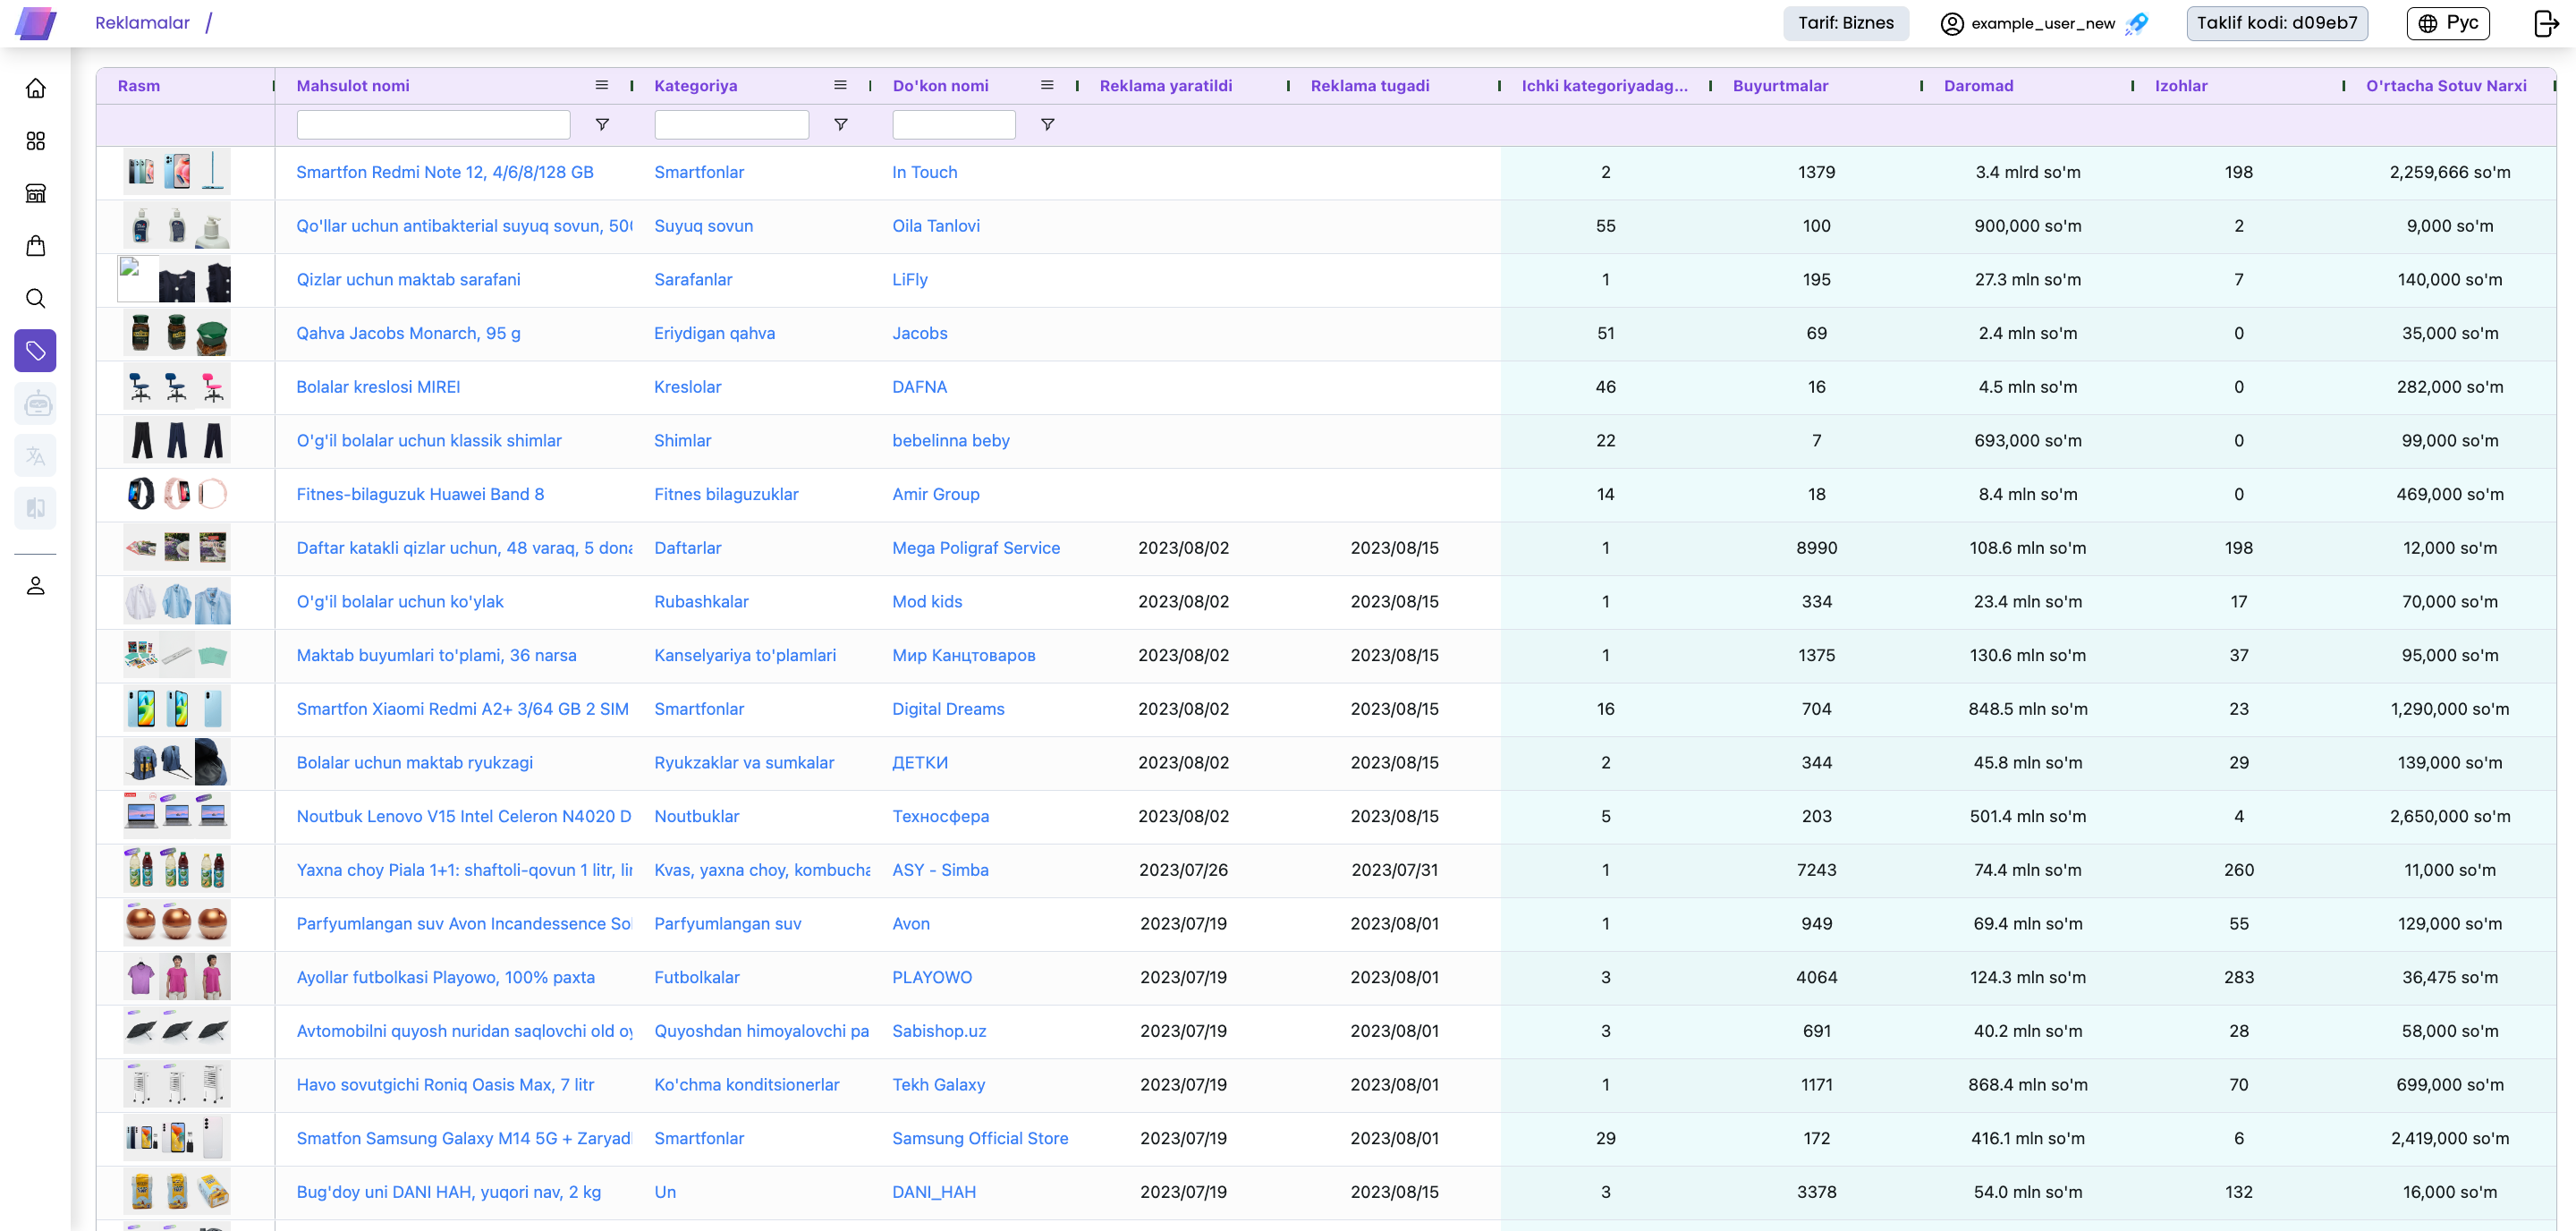 Reklamalar /
Tarif: Biznes example_user_new Taklif kodi: d09eb7 Рус
Rasm Mahsulot nomi Kategoriya Do'kon nomi Reklama yaratildi Reklama tugadi Ichki kategoriyadag... Buyurtmalar Daromad Izohlar O'rtacha Sotuv Narxi
Smartfon Redmi Note 12, 4/6/8/128 GB Smartfonlar In Touch 2 1379 3.4 mlrd so'm 198 2,259,666 so'm
Qo'llar uchun antibakterial suyuq sovun, 500 Suyuq sovun Oila Tanlovi 55 100 900,000 so'm 2 9,000 so'm
Qizlar uchun maktab sarafani Sarafanlar LiFly 1 195 27.3 mln so'm 7 140,000 so'm
Qahva Jacobs Monarch, 95 g Eriydigan qahva Jacobs 51 69 2.4 mln so'm 0 35,000 so'm
Bolalar kreslosi MIREI Kreslolar DAFNA 46 16 4.5 mln so'm 0 282,000 so'm
O'g'il bolalar uchun klassik shimlar Shimlar bebelinna beby 22 7 693,000 so'm 0 99,000 so'm
Fitnes-bilaguzuk Huawei Band 8 Fitnes bilaguzuklar Amir Group 14 18 8.4 mln so'm 0 469,000 so'm
Daftar katakli qizlar uchun, 48 varaq, 5 dona Daftarlar Mega Poligraf Service 2023/08/02 2023/08/15 1 8990 108.6 mln so'm 198 12,000 so'm
O'g'il bolalar uchun ko'ylak Rubashkalar Mod kids 2023/08/02 2023/08/15 1 334 23.4 mln so'm 17 70,000 so'm
Maktab buyumlari to'plami, 36 narsa Kanselyariya to'plamlari Мир Канцтоваров 2023/08/02 2023/08/15 1 1375 130.6 mln so'm 37 95,000 so'm
Smartfon Xiaomi Redmi A2+ 3/64 GB 2 SIM Smartfonlar Digital Dreams 2023/08/02 2023/08/15 16 704 848.5 mln so'm 23 1,290,000 so'm
Bolalar uchun maktab ryukzagi Ryukzaklar va sumkalar ДЕТКИ 2023/08/02 2023/08/15 2 344 45.8 mln so'm 29 139,000 so'm
Noutbuk Lenovo V15 Intel Celeron N4020 D Noutbuklar Техносфера 2023/08/02 2023/08/15 5 203 501.4 mln so'm 4 2,650,000 so'm
Yaxna choy Piala 1+1: shaftoli-qovun 1 litr, lir Kvas, yaxna choy, kombucha ASY - Simba 2023/07/26 2023/07/31 1 7243 74.4 mln so'm 260 11,000 so'm
Parfyumlangan suv Avon Incandessence So Parfyumlangan suv Avon 2023/07/19 2023/08/01 1 949 69.4 mln so'm 55 129,000 so'm
Ayollar futbolkasi Playowo, 100% paxta Futbolkalar PLAYOWO 2023/07/19 2023/08/01 3 4064 124.3 mln so'm 283 36,475 so'm
Avtomobilni quyosh nuridan saqlovchi old oy Quyoshdan himoyalovchi pa Sabishop.uz 2023/07/19 2023/08/01 3 691 40.2 mln so'm 28 58,000 so'm
Havo sovutgichi Roniq Oasis Max, 7 litr Ko'chma konditsionerlar Tekh Galaxy 2023/07/19 2023/08/01 1 1171 868.4 mln so'm 70 699,000 so'm
Smatfon Samsung Galaxy M14 5G + Zaryadl Smartfonlar Samsung Official Store 2023/07/19 2023/08/01 29 172 416.1 mln so'm 6 2,419,000 so'm
Bug'doy uni DANI HAH, yuqori nav, 2 kg Un DANI_HAH 2023/07/19 2023/08/15 3 3378 54.0 mln so'm 132 16,000 so'm